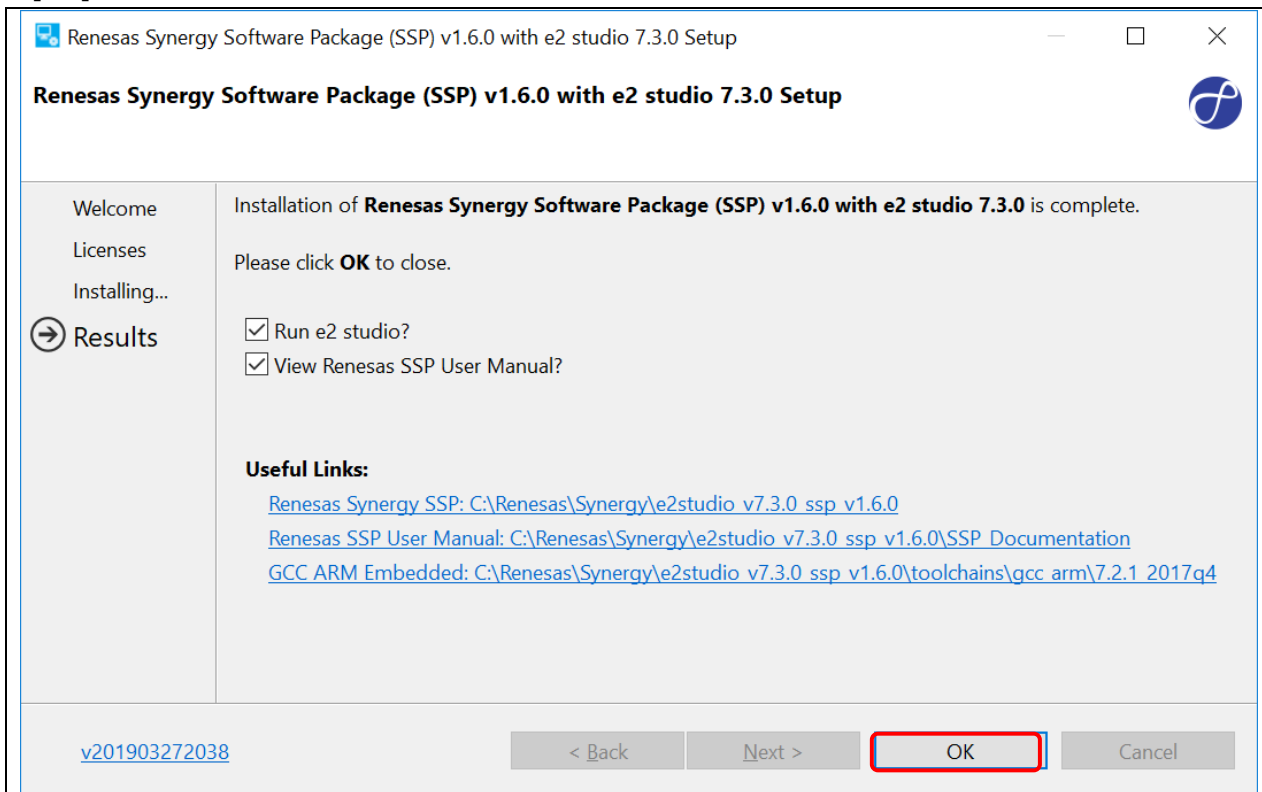 Renesas Synergy Software Package (SSP) v1.6.0 with e2 studio 7.3.0 Setup
Renesas Synergy Software Package (SSP) v1.6.0 with e2 studio 7.3.0 Setup
Welcome
Licenses
Installing...
Results
Installation of Renesas Synergy Software Package (SSP) v1.6.0 with e2 studio 7.3.0 is complete.
Please click OK to close.
Run e2 studio?
View Renesas SSP User Manual?
Useful Links:
Renesas Synergy SSP: C:\Renesas\Synergy\e2studio_v7.3.0_ssp_v1.6.0
Renesas SSP User Manual: C:\Renesas\Synergy\e2studio_v7.3.0_ssp_v1.6.0\SSP_Documentation
GCC ARM Embedded: C:\Renesas\Synergy\e2studio_v7.3.0_ssp_v1.6.0\toolchains\gcc_arm\7.2.1_2017q4
v201903272038
< Back
Next >
OK
Cancel